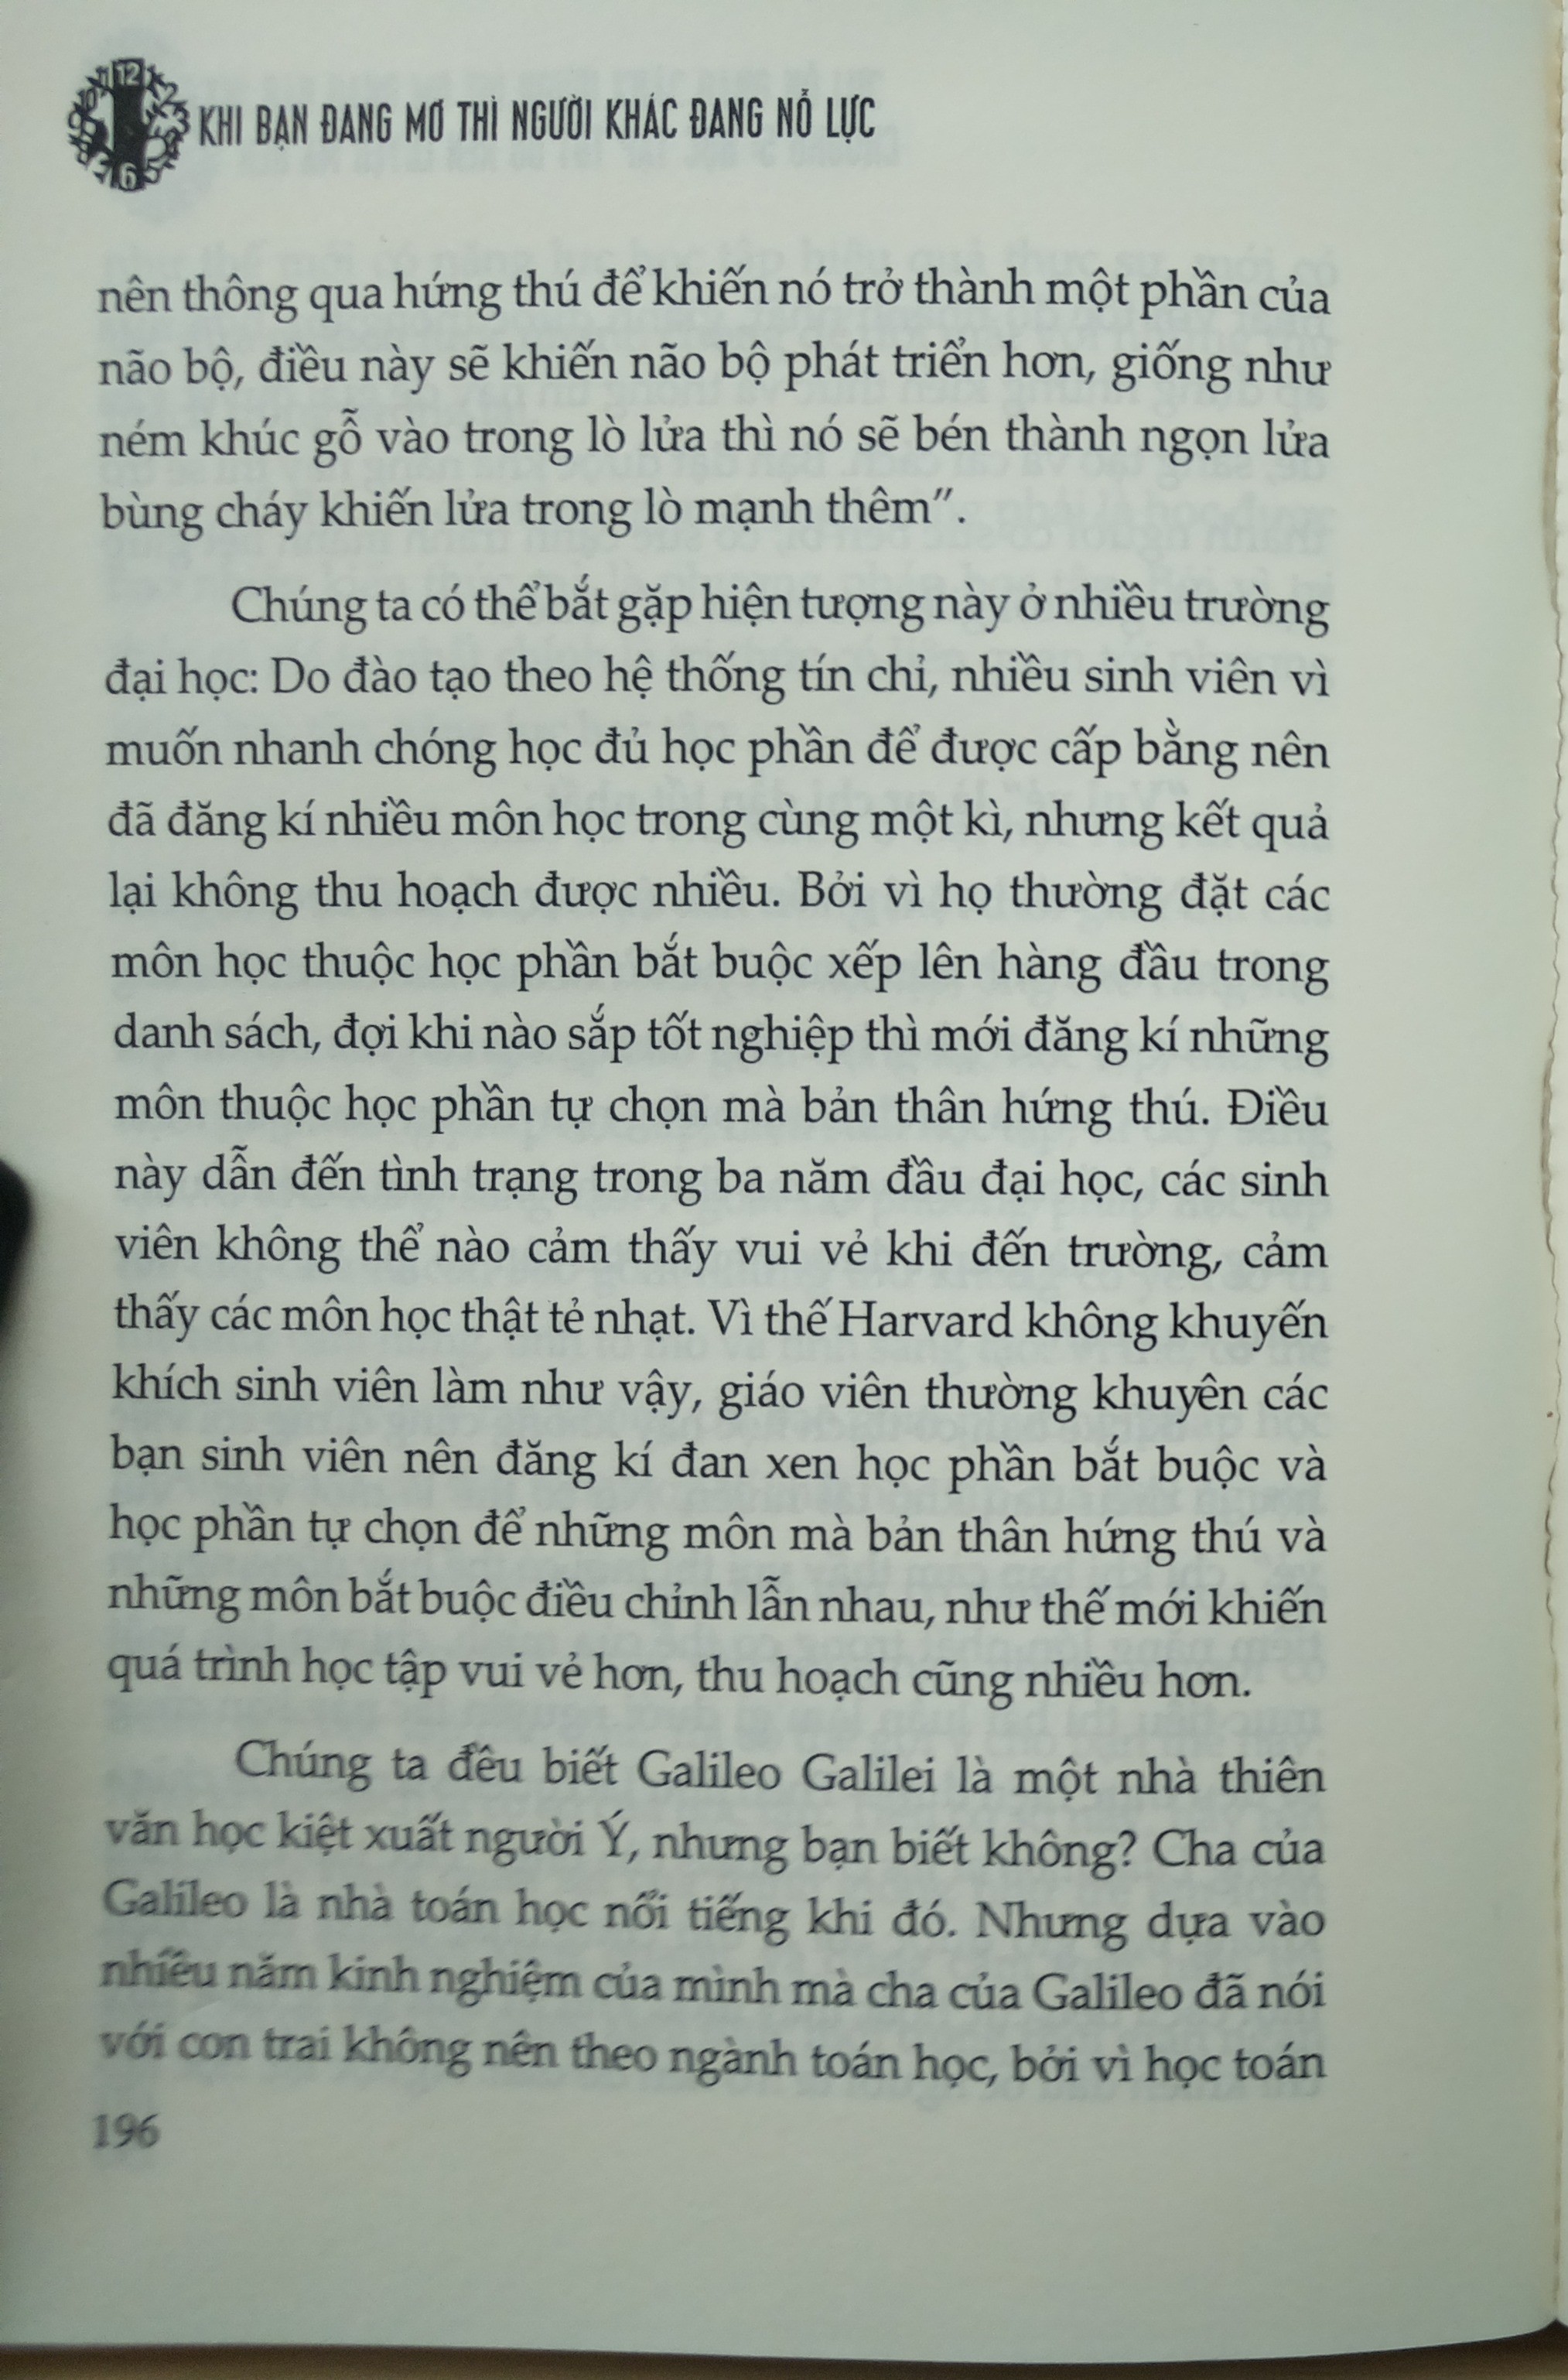 KHI BẠN ĐANG MƠ THÌ NGƯỜI KHÁC ĐANG NỖ LỰC
nên thông qua hứng thú để khiến nó trở thành một phần của
não bộ, điều này sẽ khiến não bộ phát triển hơn, giống như
ném khúc gỗ vào trong lò lửa thì nó sẽ bén thành ngọn lửa
bùng cháy khiến lửa trong lò mạnh thêm”.
Chúng ta có thể bắt gặp hiện tượng này ở nhiều trường
đại học: Do đào tạo theo hệ thống tín chỉ, nhiều sinh viên vì
muốn nhanh chóng học đủ học phần để được cấp bằng nên
đã đăng kí nhiều môn học trong cùng một kì, nhưng kết quả
lại không thu hoạch được nhiều. Bởi vì họ thường đặt các
môn học thuộc học phần bắt buộc xếp lên hàng đầu trong
danh sách, đợi khi nào sắp tốt nghiệp thì mới đăng kí những
môn thuộc học phần tự chọn mà bản thân hứng thú. Điều
này dẫn đến tình trạng trong ba năm đầu đại học, các sinh
viên không thể nào cảm thấy vui vẻ khi đến trường, cảm
thấy các môn học thật tẻ nhạt. Vì thế Harvard không khuyến
khích sinh viên làm như vậy, giáo viên thường khuyên các
bạn sinh viên nên đăng kí đan xen học phần bắt buộc và
học phần tự chọn để những môn mà bản thân hứng thú và
những môn bắt buộc điều chỉnh lẫn nhau, như thế mới khiến
quá trình học tập vui vẻ hơn, thu hoạch cũng nhiều hơn.
Chúng ta đều biết Galileo Galilei là một nhà thiên
văn học kiệt xuất người Ý, nhưng bạn biết không? Cha của
Galileo là nhà toán học nổi tiếng khi đó. Nhưng dựa vào
nhiều năm kinh nghiệm của mình mà cha của Galileo đã nói
với con trai không nên theo ngành toán học, bởi vì học toán
196